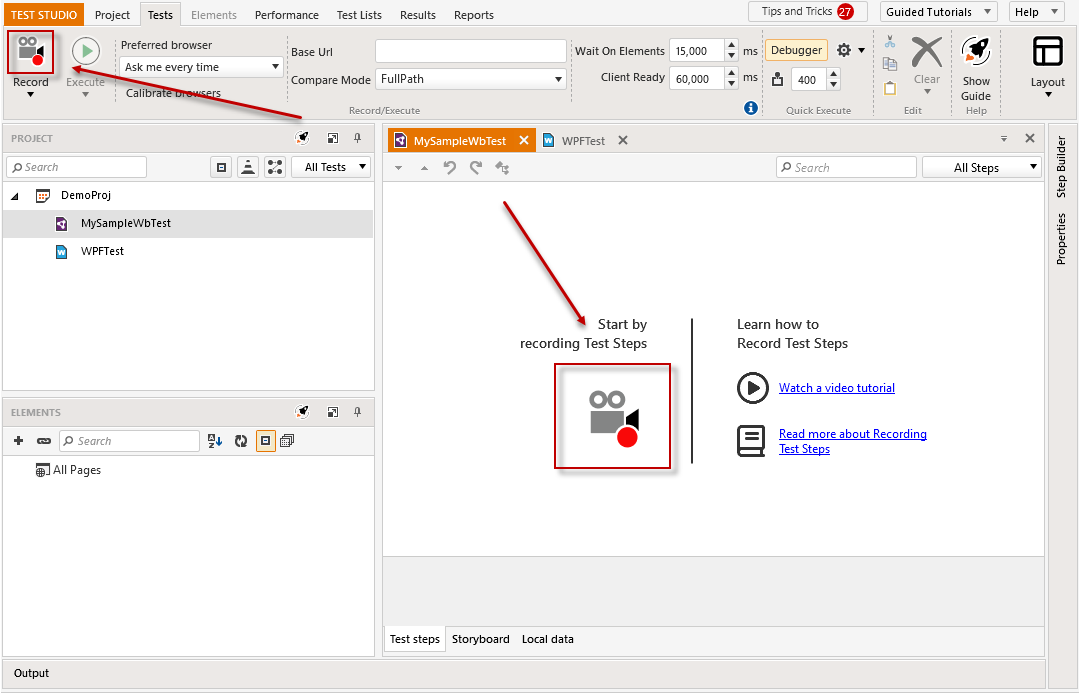 TEST STUDIO Project Tests Elements Performance Test Lists Results Reports Tips and Tricks 27 Guided Tutorials Help
Record
Execute
Preferred browser
Ask me every time
Calibrate browsers
Base Url
Compare Mode FullPath
Record/Execute
Wait On Elements 15,000 ms
Client Ready 60,000 ms
Debugger
400
Quick Execute
Clear
Edit
Show
Guide
Help
Layout
PROJECT
Search All Tests
DemoProj
MySampleWbTest
WPFTest
ELEMENTS
Search
All Pages
MySampleWbTest WPFTest
Search All Steps
Start by
recording Test Steps
Learn how to
Record Test Steps
Watch a video tutorial
Read more about Recording
Test Steps
Test steps Storyboard Local data
Step Builder
Properties
Output